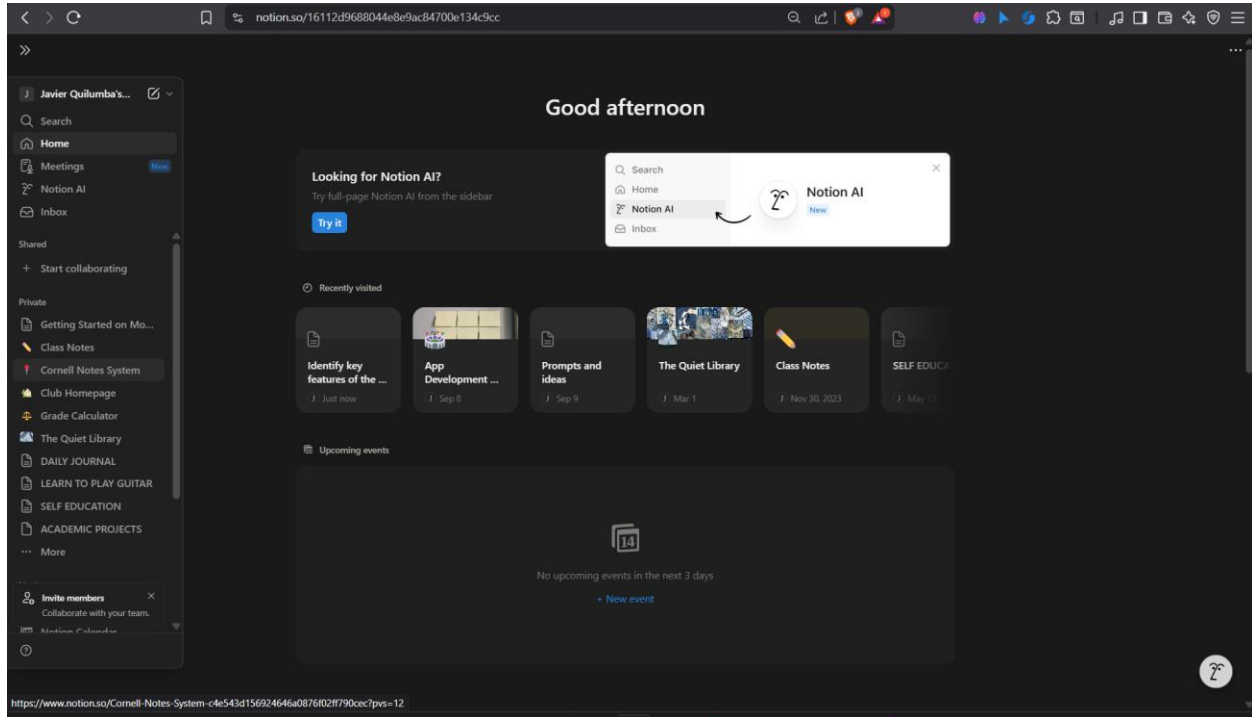 notion.so/16112d9688044e8e9ac84700e134c9cc
J Javier Quilumba's...
Search
Home
Meetings New
Notion AI
Inbox
Shared
+ Start collaborating
Private
Getting Started on Mo...
Class Notes
Cornell Notes System
Club Homepage
Grade Calculator
The Quiet Library
DAILY JOURNAL
LEARN TO PLAY GUITAR
SELF EDUCATION
ACADEMIC PROJECTS
... More
Invite members
Collaborate with your team.
Notion Calendar
Good afternoon
Looking for Notion AI?
Try full-page Notion AI from the sidebar
Try it
Search
Home
Notion AI
Inbox
Notion AI
New
Recently visited
Identify key
features of the ...
J Just now
App
Development ...
J Sep 8
Prompts and
ideas
J Sep 9
The Quiet Library
J Mar 1
Class Notes
J Nov 30, 2023
SELF EDUCA
J May 12
Upcoming events
14
No upcoming events in the next 3 days
+ New event
https://www.notion.so/Cornell-Notes-System-c4e543d156924646a0876f02ff790cec?pvs=12